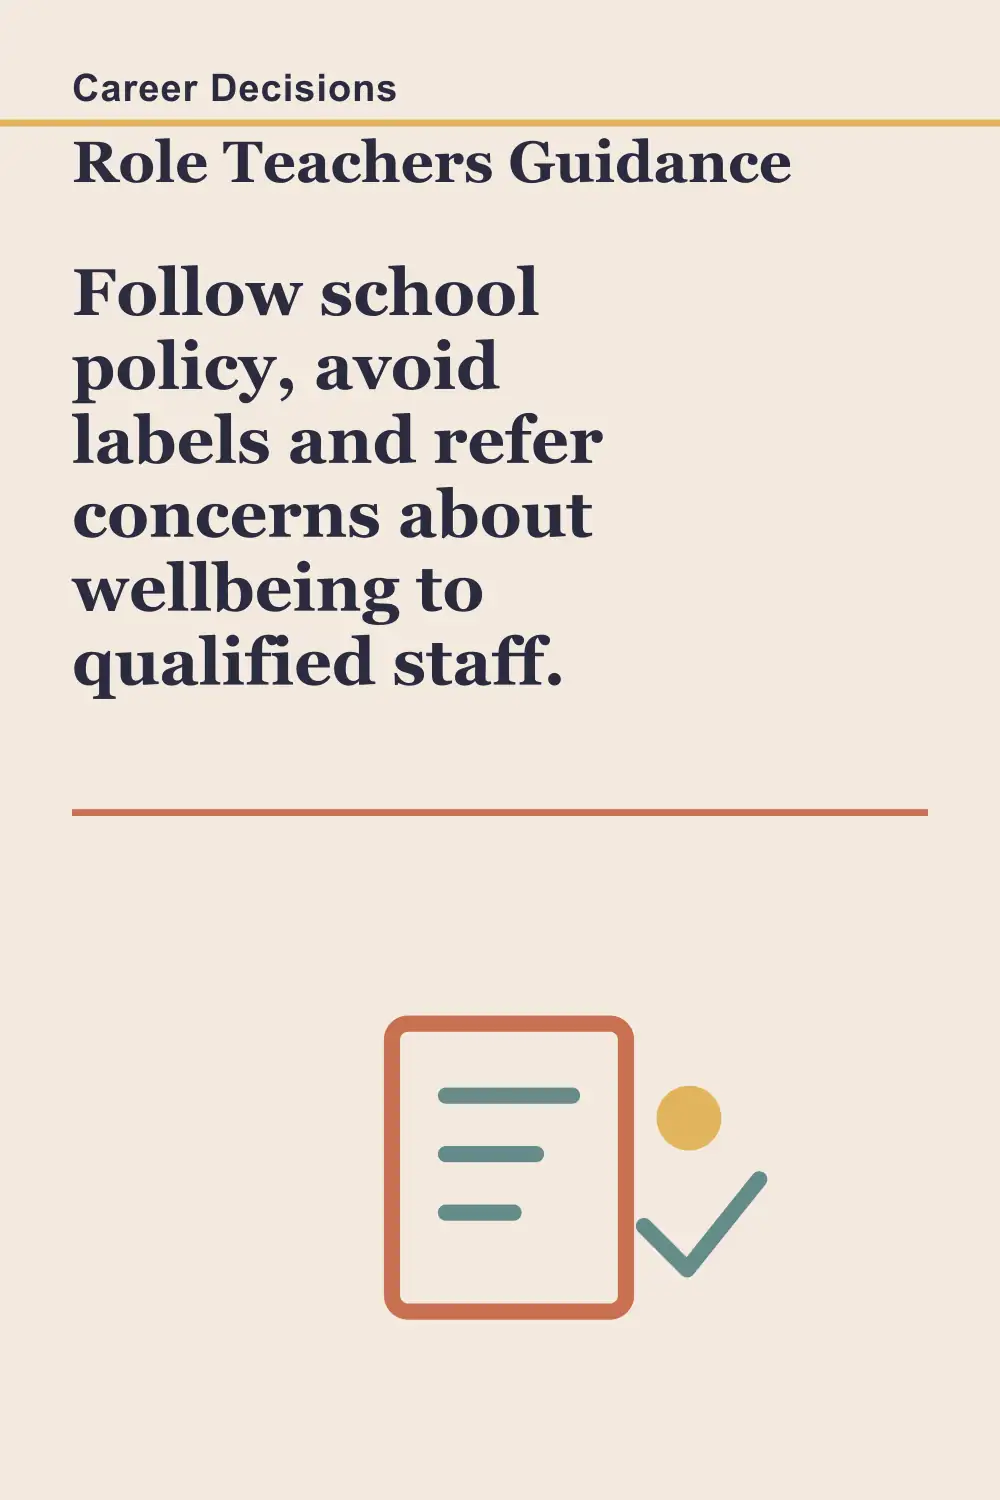 Career Decisions
Role Teachers Guidance
Follow school
policy, avoid
labels and refer
concerns about
wellbeing to
qualified staff.